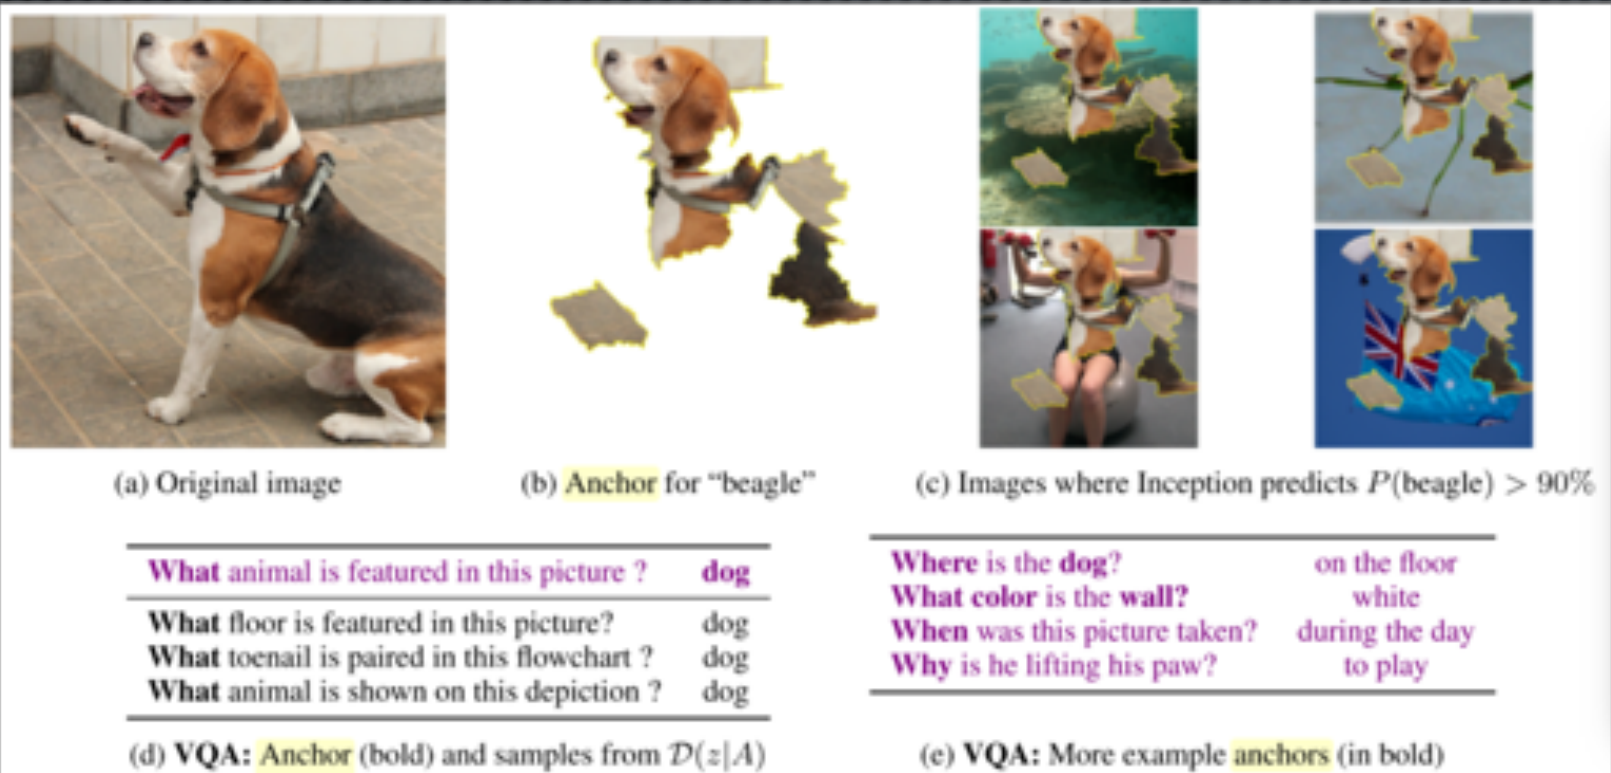 (a) Original image
(b) Anchor for “beagle”
(c) Images where Inception predicts P(beagle) > 90%
What animal is featured in this picture ? dog
What floor is featured in this picture? dog
What toenail is paired in this flowchart ? dog
What animal is shown on this depiction ? dog
(d) VQA: Anchor (bold) and samples from D(z|A)
Where is the dog? on the floor
What color is the wall? white
When was this picture taken? during the day
Why is he lifting his paw? to play
(e) VQA: More example anchors (in bold)